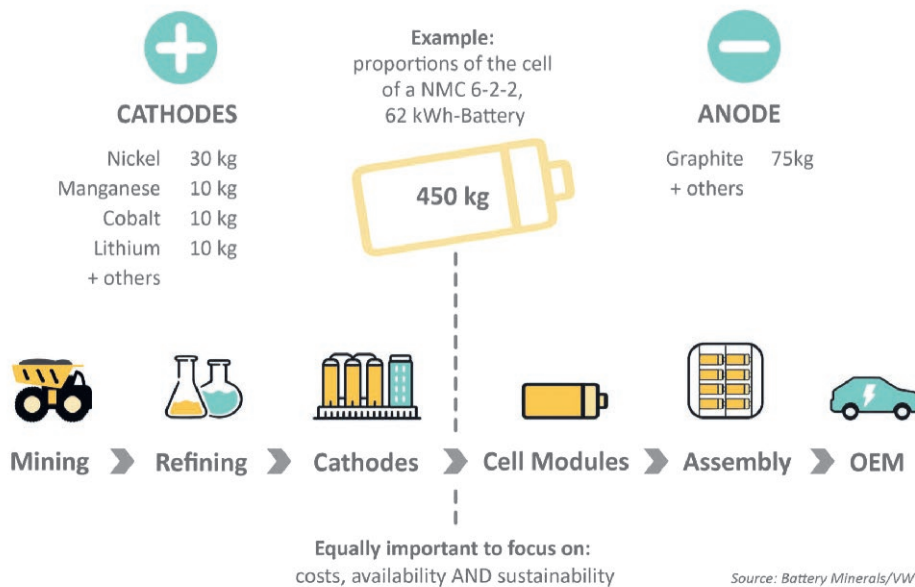 CATHODES
Nickel 30 kg
Manganese 10 kg
Cobalt 10 kg
Lithium 10 kg
+ others
Example:
proportions of the cell
of a NMC 6-2-2,
62 kWh-Battery
450 kg
ANODE
Graphite 75kg
+ others
Mining Refining Cathodes Cell Modules Assembly OEM
Equally important to focus on:
costs, availability AND sustainability
Source: Battery Minerals/VW